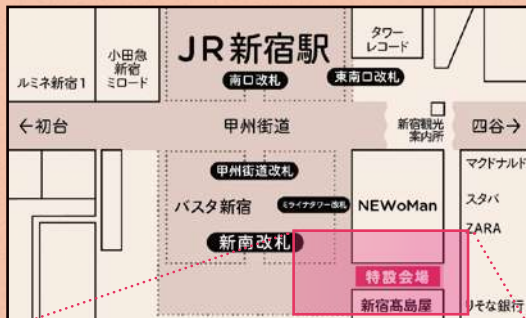 JR新宿駅
タワー
レコード
小田急
新宿
ミロード
ルミネ新宿1
南口改札
東南口改札
←初台
甲州街道
新宿観光
案内所
四谷→
甲州街道改札
マクドナルド
バスタ新宿
ミライナタワー改札
NEWoMan
スタバ
新南改札
ZARA
特設会場
新宿髙島屋
りそな銀行